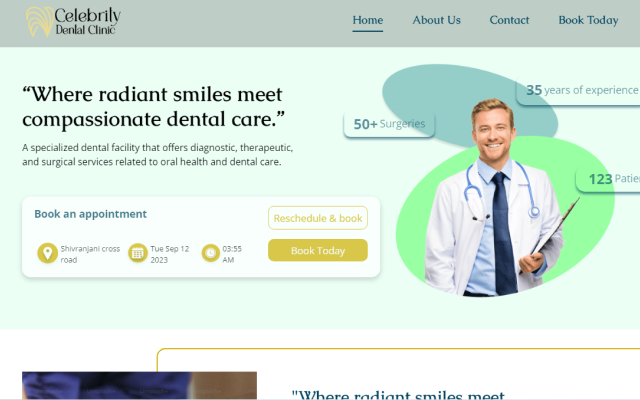 Celebrily
Dental Clinic
Home
About Us
Contact
Book Today
“Where radiant smiles meet
compassionate dental care.”
A specialized dental facility that offers diagnostic, therapeutic,
and surgical services related to oral health and dental care.
Book an appointment
Reschedule & book
Shivranjani cross
road
Tue Sep 12
2023
03:55
AM
Book Today
35 years of experience
50+ Surgeries
123 Patie
"Where radiant smiles meet